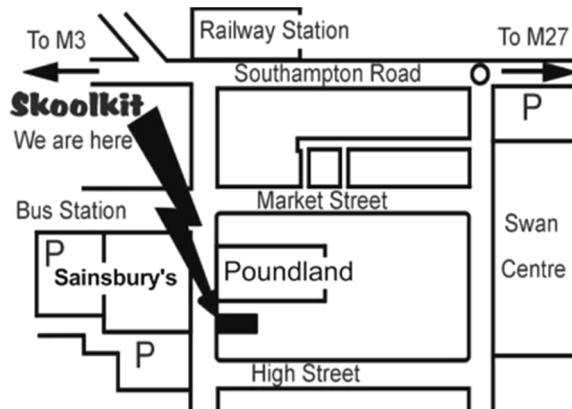 Railway Station
To M3
To M27
Southampton Road
Skoolkit
We are here
P
Market Street
Bus Station
Swan
Centre
P
Sainsbury's
Poundland
P
High Street